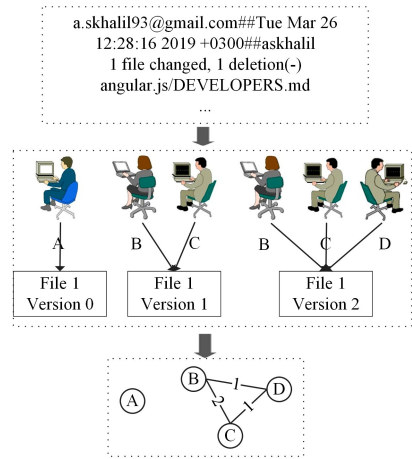 a.skhalil93@gmail.com##Tue Mar 26
12:28:16 2019 +0300##askhalil
1 file changed, 1 deletion(-)
angular.js/DEVELOPERS.md
...
A B C B C D
File 1 File 1 File 1
Version 0 Version 1 Version 2
B 1 D
A 2 1
C